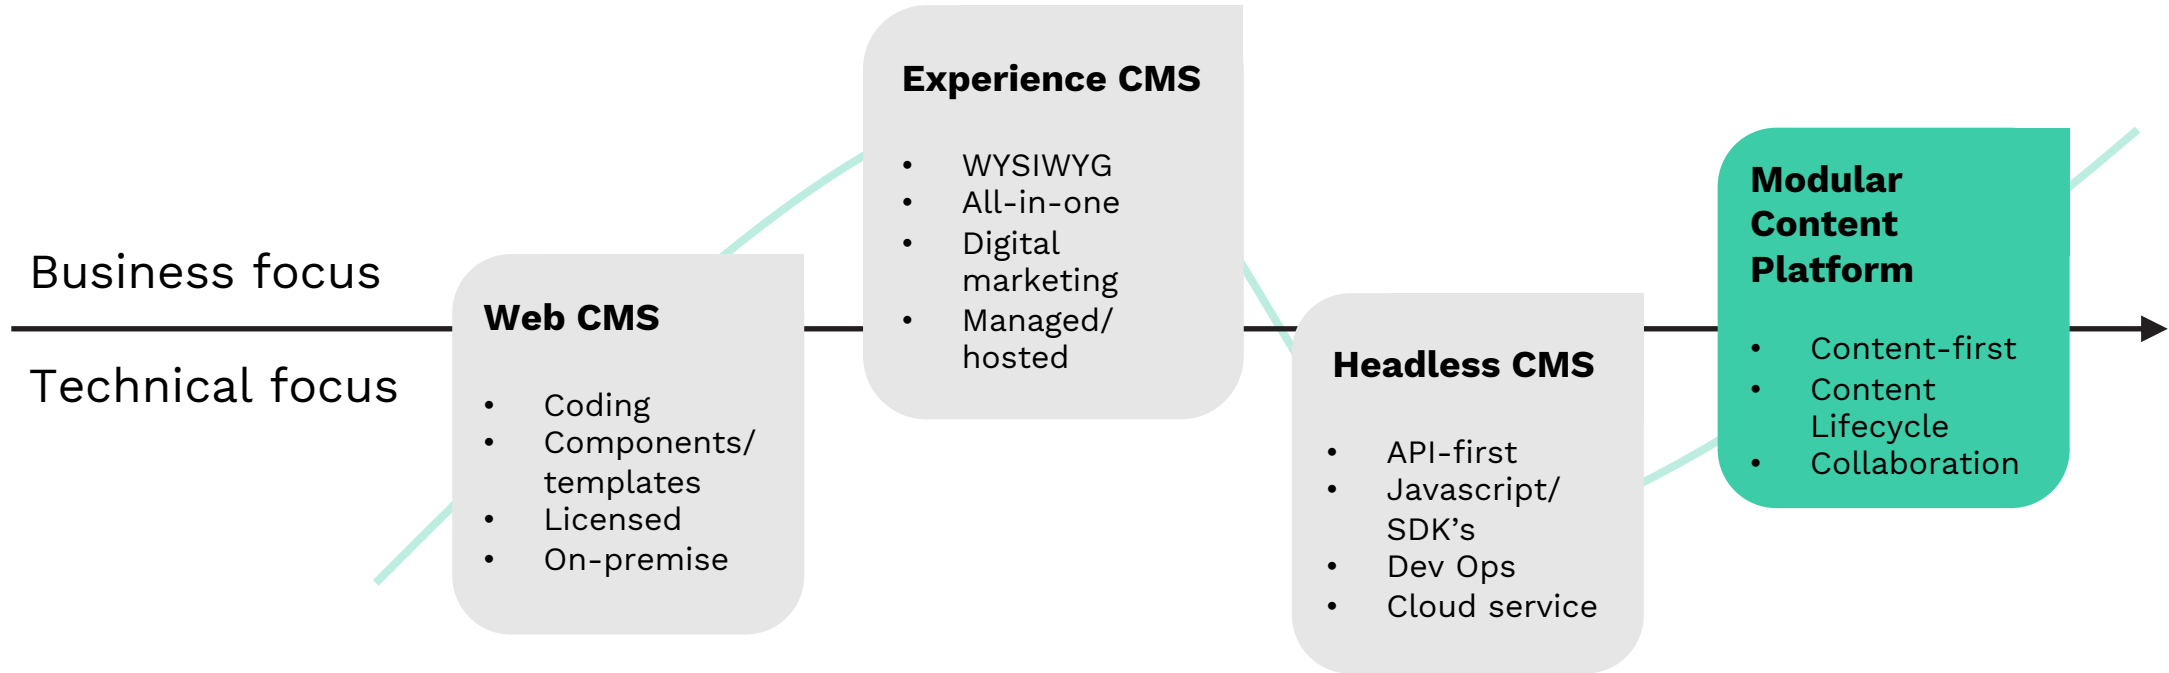 Business focus
Technical focus
Web CMS
• Coding
• Components/
templates
• Licensed
• On-premise
Experience CMS
• WYSIWYG
• All-in-one
• Digital
marketing
• Managed/
hosted
Headless CMS
• API-first
• Javascript/
SDK’s
• Dev Ops
• Cloud service
Modular
Content
Platform
• Content-first
• Content
Lifecycle
• Collaboration